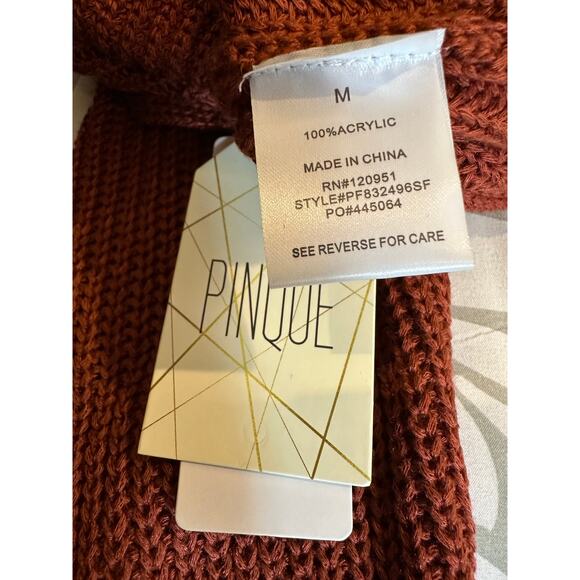 M
100%ACRYLIC
MADE IN CHINA
RN#120951
STYLE#PF832496SF
PO#445064
SEE REVERSE FOR CARE
PINQUE